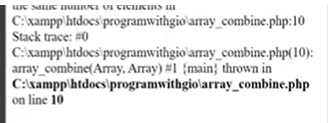 the same number of elements in
C:\xampp\htdocs\programwithgio\array_combine.php:10
Stack trace: #0
C:\xampp\htdocs\programwithgio\array_combine.php(10):
array_combine(Array, Array) #1 {main} thrown in
C:\xampp\htdocs\programwithgio\array_combine.php
on line 10